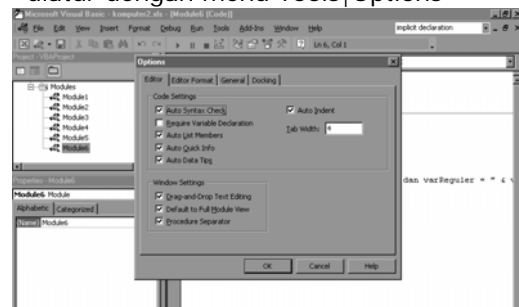 diatur dengan menu Tools|Options
Microsoft Visual Basic - komputer2.xls - [Module6 (Code)]
File Edit View Insert Format Debug Run Tools Add-Ins Window Help
implicit declaration
Ln 6, Col 1
Project - VBAProject
Modules
Module1
Module2
Module3
Module4
Module5
Module6
Properties - Module6
Module6 Module
Alphabetic Categorized
(Name) Module6
Options
Editor Editor Format General Docking
Code Settings
Auto Syntax Check
Require Variable Declaration
Auto List Members
Auto Quick Info
Auto Data Tips
Auto Indent
Tab Width: 4
Window Settings
Drag-and-Drop Text Editing
Default to Full Module View
Procedure Separator
OK Cancel Help
dan varReguler = " & v